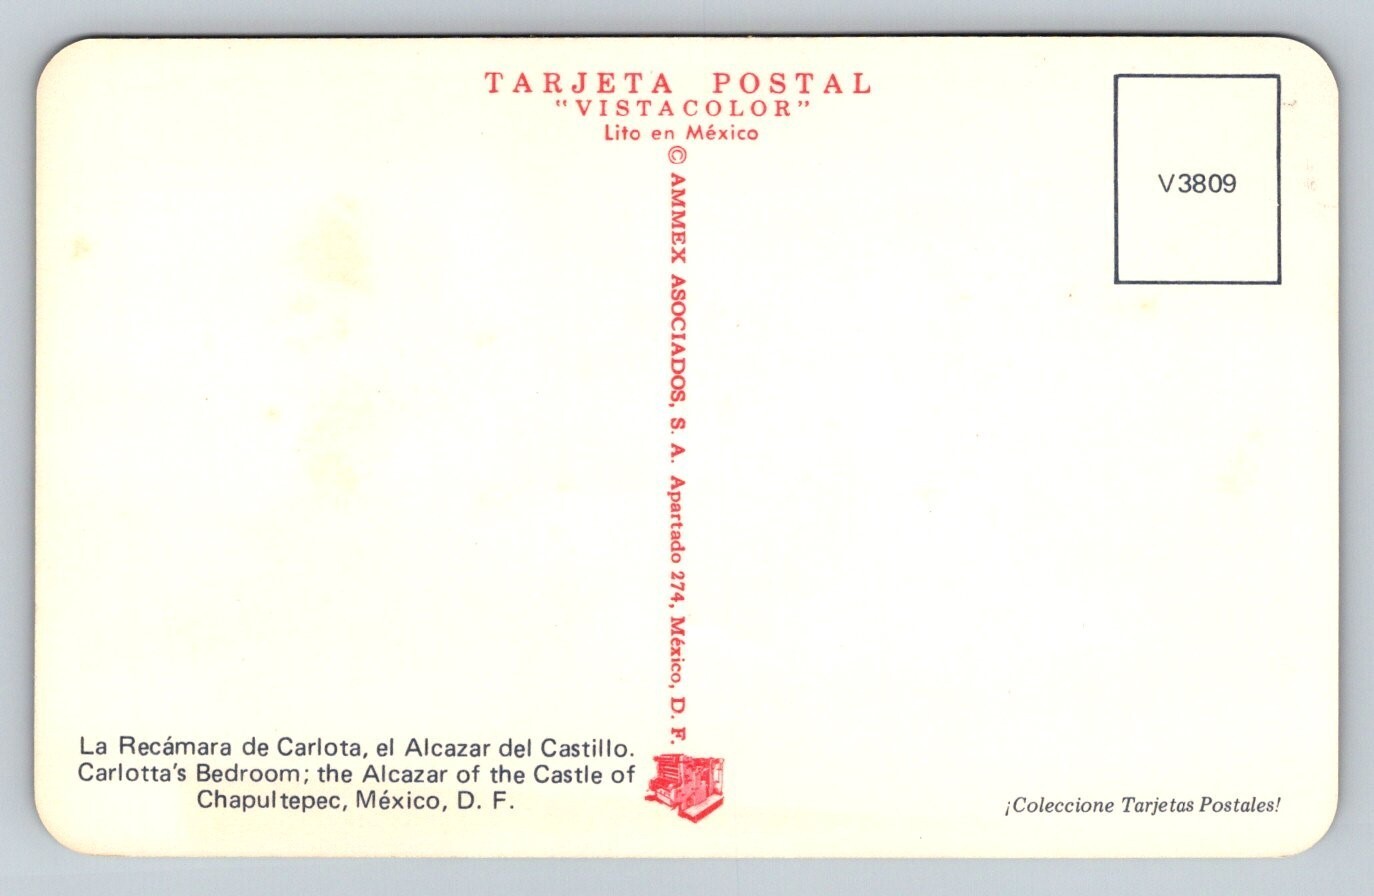 TARJETA POSTAL
"VISTACOLOR"
Lito en México
© AMMEX ASOCIADOS, S. A. Apartado 274, México, D. F.
V3809
La Recámara de Carlota, el Alcazar del Castillo.
Carlotta's Bedroom; the Alcazar of the Castle of
Chapultepec, México, D. F.
¡Coleccione Tarjetas Postales!